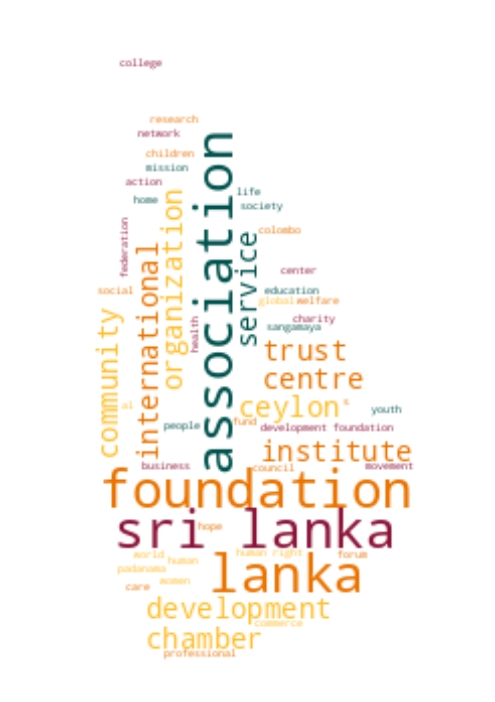 college
research
network
children
mission
action
life
home
society
association
organization
federation
colombo
service
international
center
social
education
global
welfare
community
health
charity
sangamaya
trust
centre
ceylon
s
al
youth
fund
people
development foundation
institute
business
council
movement
foundation
sri lanka
hope
world
human right
forum
human
lanka
padanama
women
care
development
commerce
chamber
professional